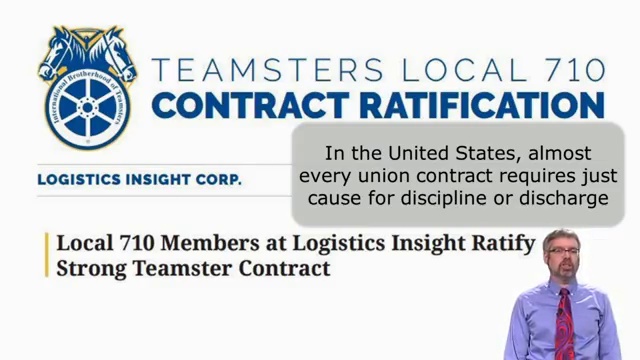 International Brotherhood of Teamsters
TEAMSTERS LOCAL 710
CONTRACT RATIFICATION
In the United States, almost
every union contract requires just
cause for discipline or discharge
LOGISTICS INSIGHT CORP.
Local 710 Members at Logistics Insight Ratify
Strong Teamster Contract